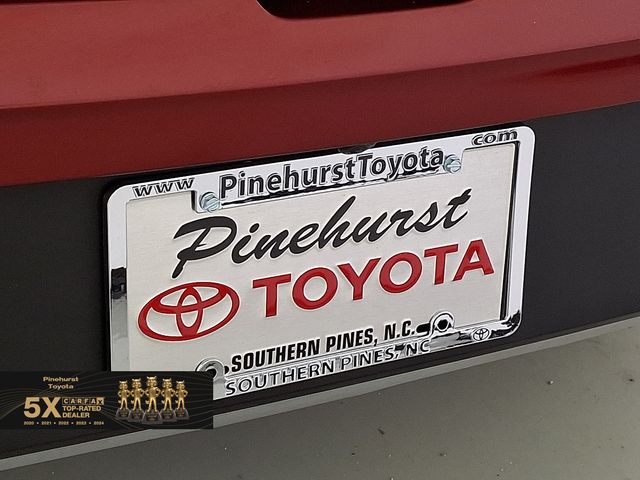 www PinehurstToyota com
Pinehurst
TOYOTA
SOUTHERN PINES, N.C.
SOUTHERN PINES, NC
Pinehurst
Toyota
5X CARFAX
TOP-RATED
DEALER
2020 • 2021 • 2022 • 2023 • 2024